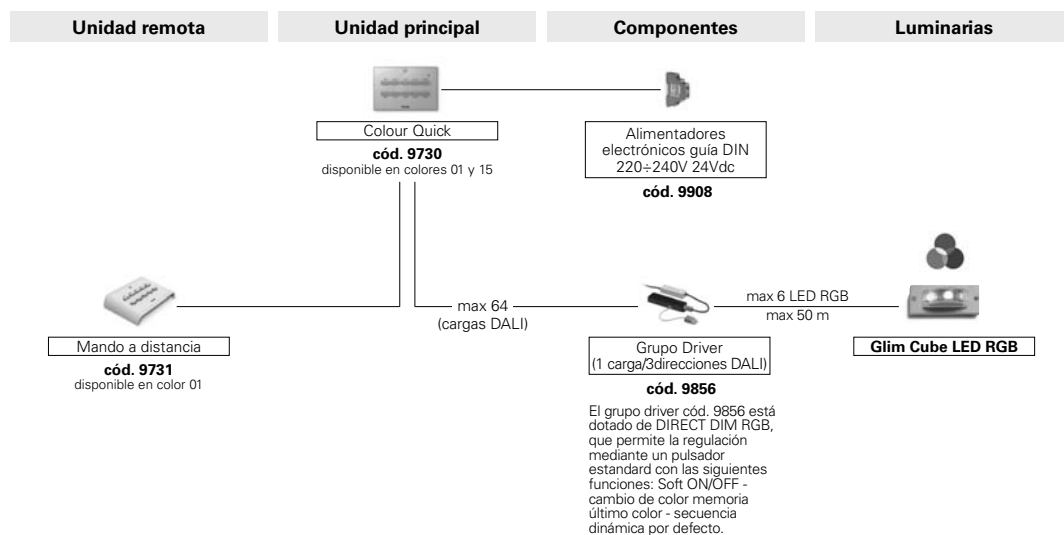 Unidad remota
Unidad principal
Componentes
Luminarias
Colour Quick
cód. 9730
disponible en colores 01 y 15
Alimentadores
electrónicos guía DIN
220÷240V 24Vdc
cód. 9908
Mando a distancia
cód. 9731
disponible en color 01
max 64
(cargas DALI)
Grupo Driver
(1 carga/3direcciones DALI)
cód. 9856
El grupo driver cód. 9856 está
dotado de DIRECT DIM RGB,
que permite la regulación
mediante un pulsador
estandard con las siguientes
funciones: Soft ON/OFF -
cambio de color memoria
último color - secuencia
dinámica por defecto.
max 6 LED RGB
max 50 m
Glim Cube LED RGB